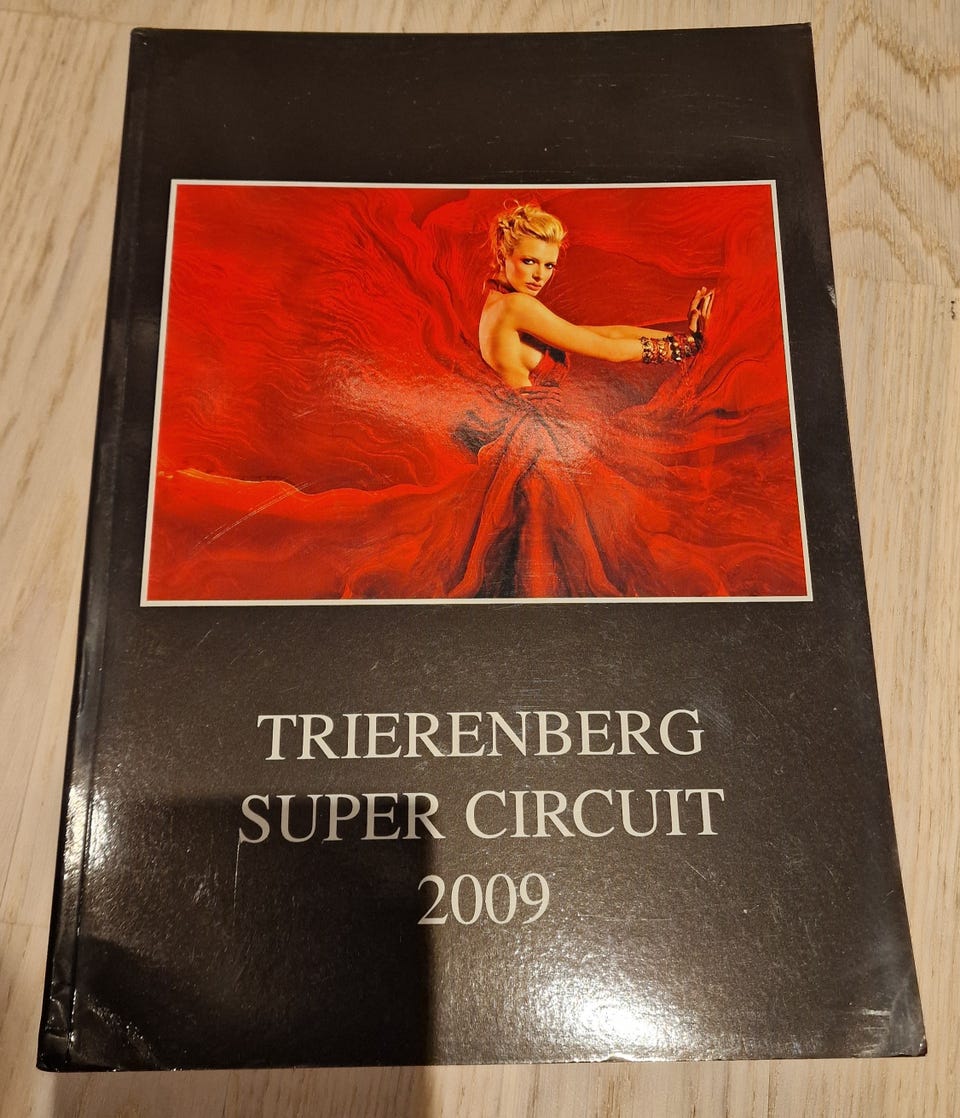 TRIERENBERG
SUPER CIRCUIT
2009